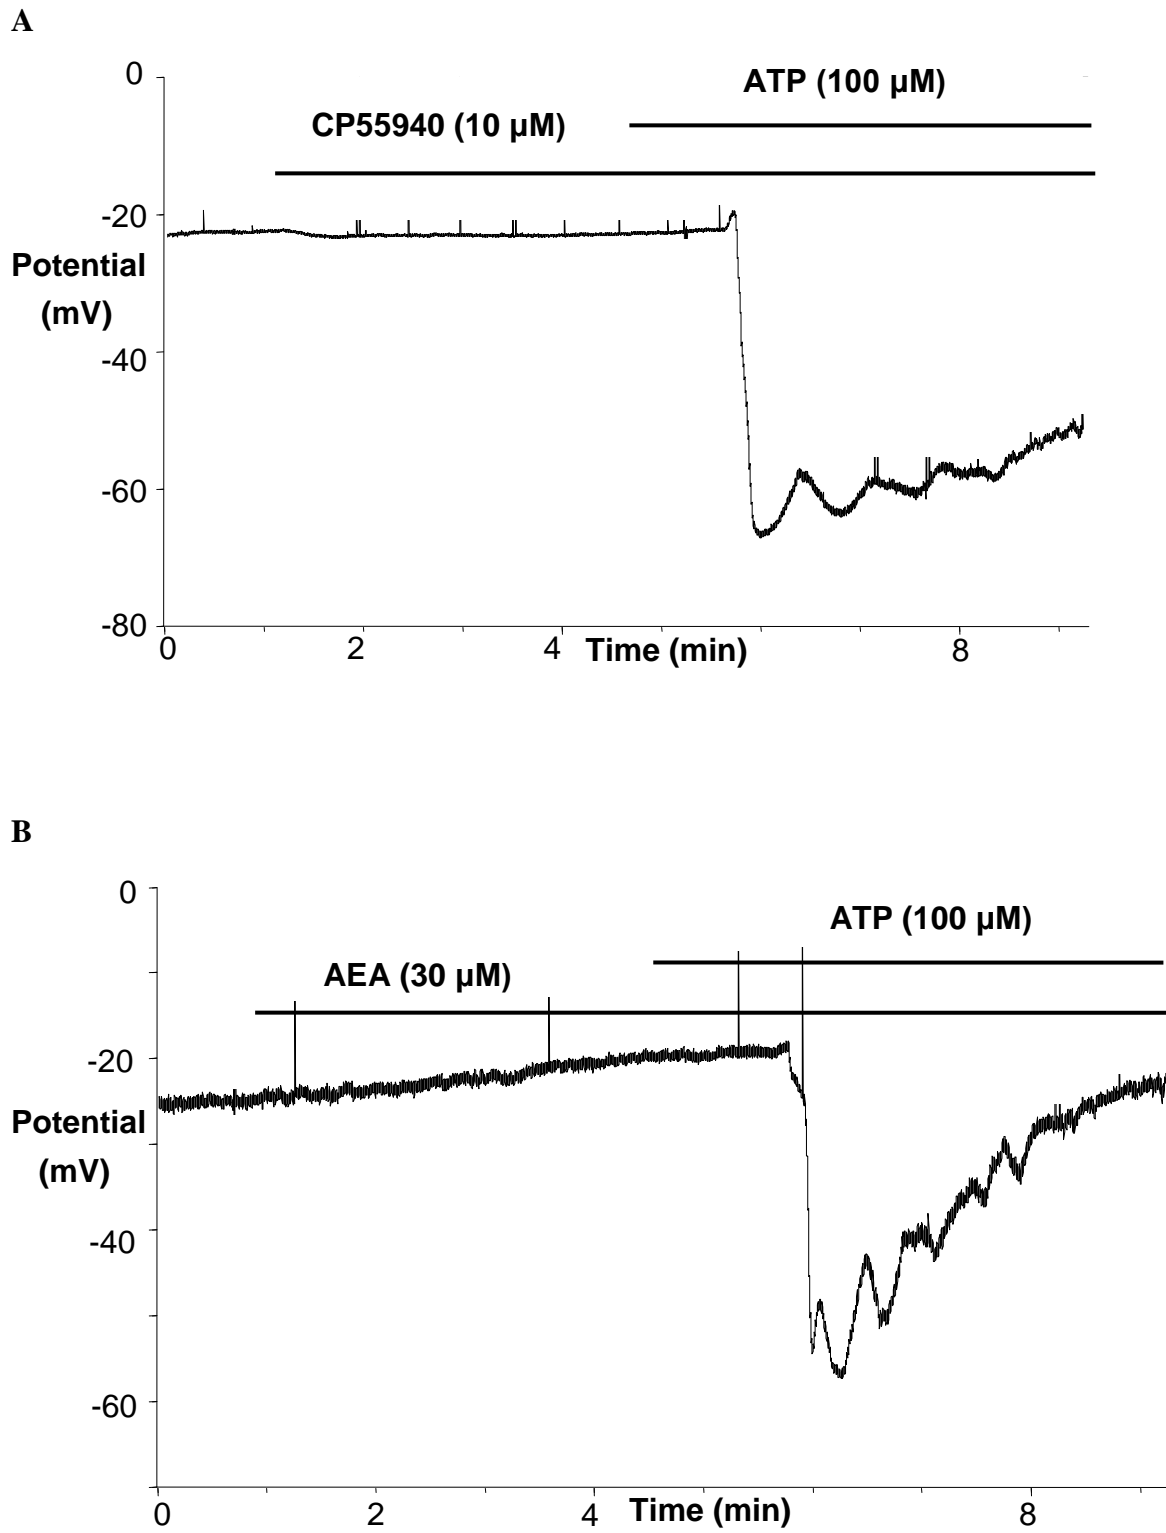 A
0
ATP (100 µM)
CP55940 (10 µM)
-20
Potential
(mV)
-40
-60
-80
0 2 4 Time (min) 8
B
0
ATP (100 µM)
AEA (30 µM)
-20
Potential
(mV)
-40
-60
0 2 4 Time (min) 8